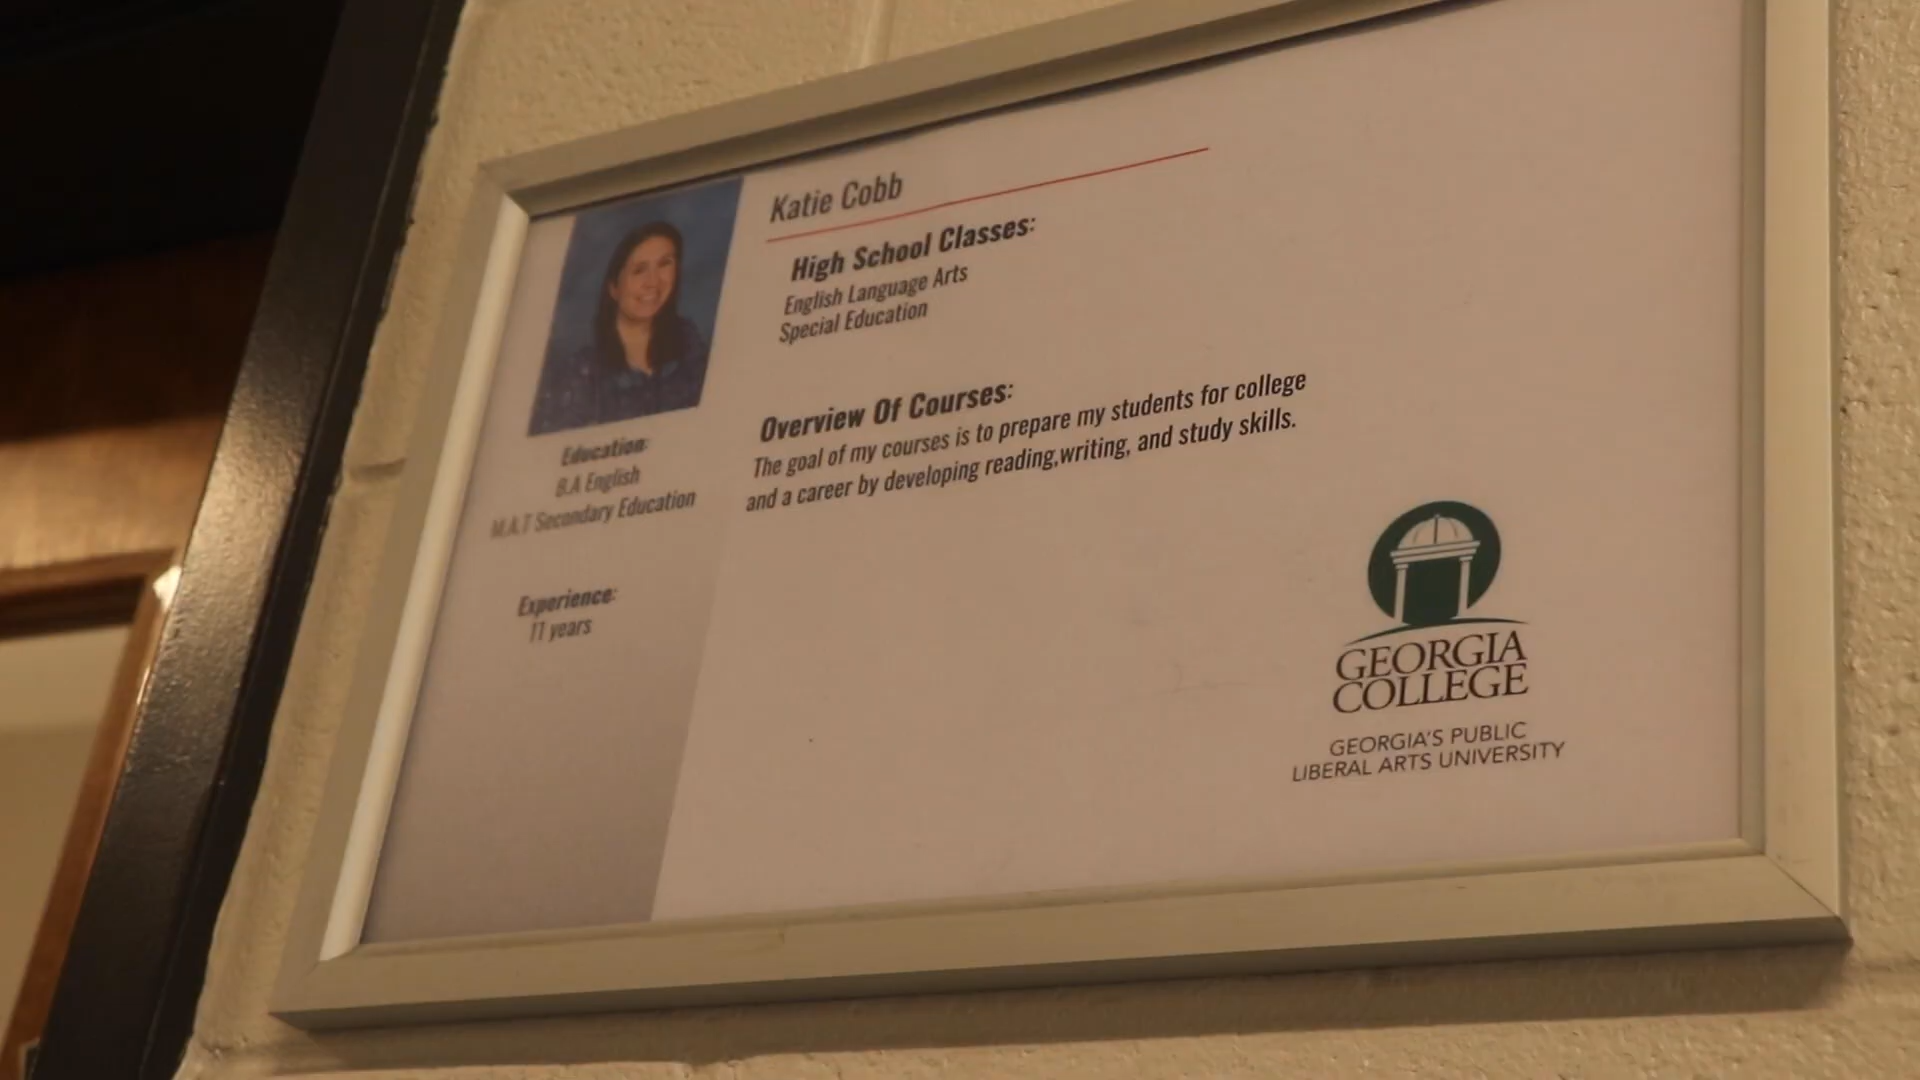 Katie Cobb
High School Classes:
English Language Arts
Special Education
Overview Of Courses:
The goal of my courses is to prepare my students for college
and a career by developing reading,writing, and study skills.
Education:
B.A English
M.A.T Secondary Education
Experience:
11 years
GEORGIA
COLLEGE
GEORGIA'S PUBLIC
LIBERAL ARTS UNIVERSITY